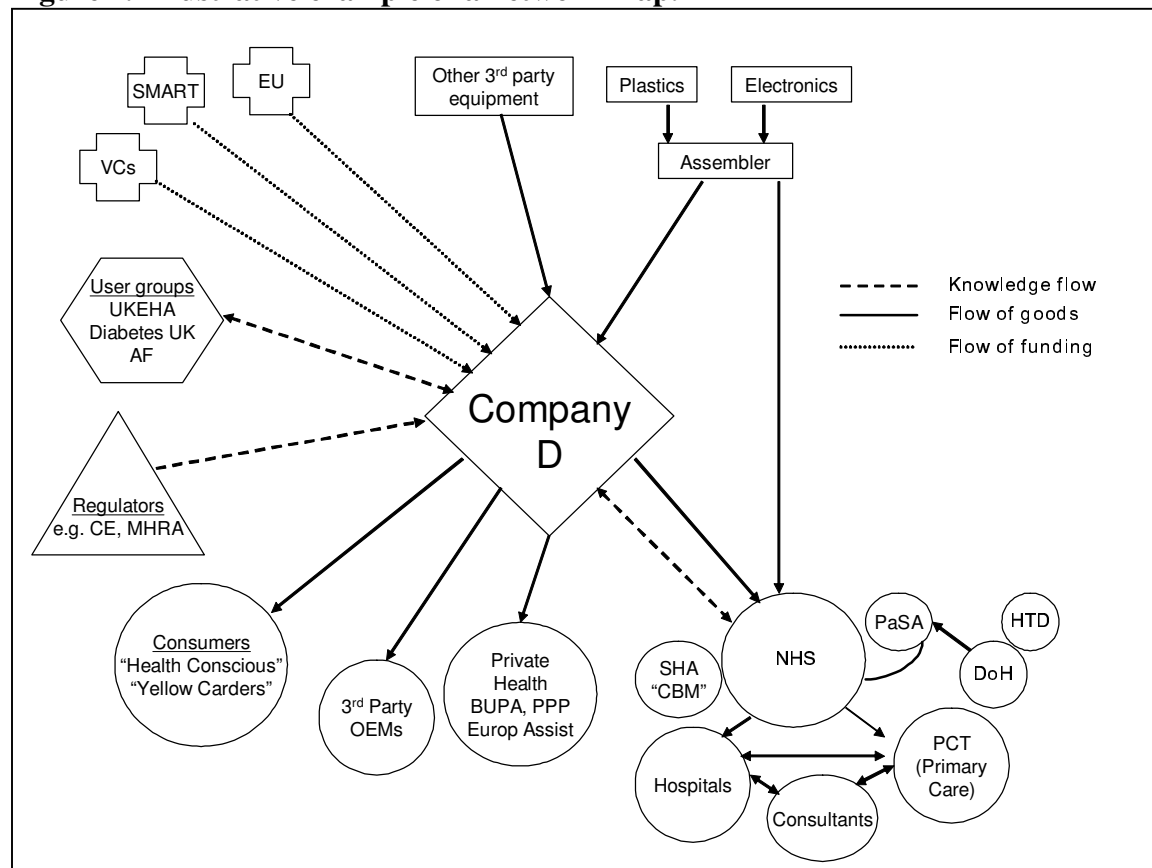 SMART
EU
VCs
Other 3rd party
equipment
Plastics
Electronics
Assembler
User groups
UKEHA
Diabetes UK
AF
Knowledge flow
Flow of goods
Flow of funding
Company
D
Regulators
e.g. CE, MHRA
Consumers
“Health Conscious”
“Yellow Carders”
3rd Party
OEMs
Private
Health
BUPA, PPP
Europ Assist
SHA
“CBM”
NHS
PaSA
HTD
DoH
Hospitals
Consultants
PCT
(Primary
Care)